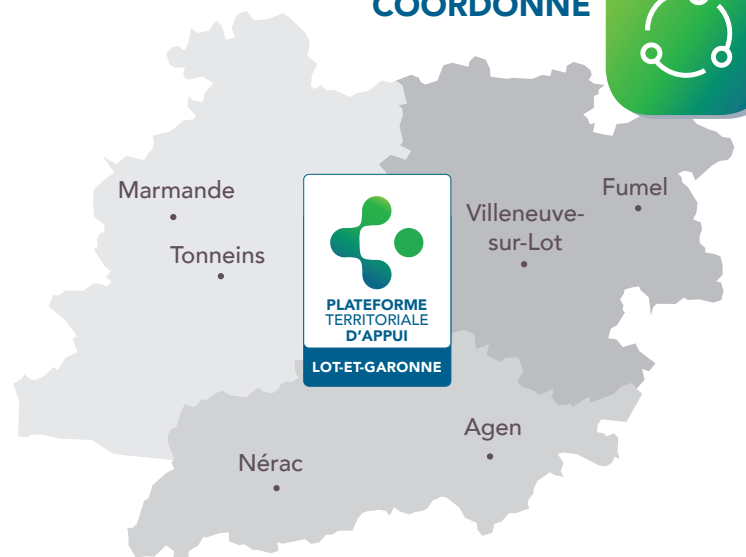 COORDONNÉ
Marmande
Fumel
Villeneuve-
sur-Lot
Tonneins
PLATEFORME
TERRITORIALE
D'APPUI
LOT-ET-GARONNE
Agen
Nérac